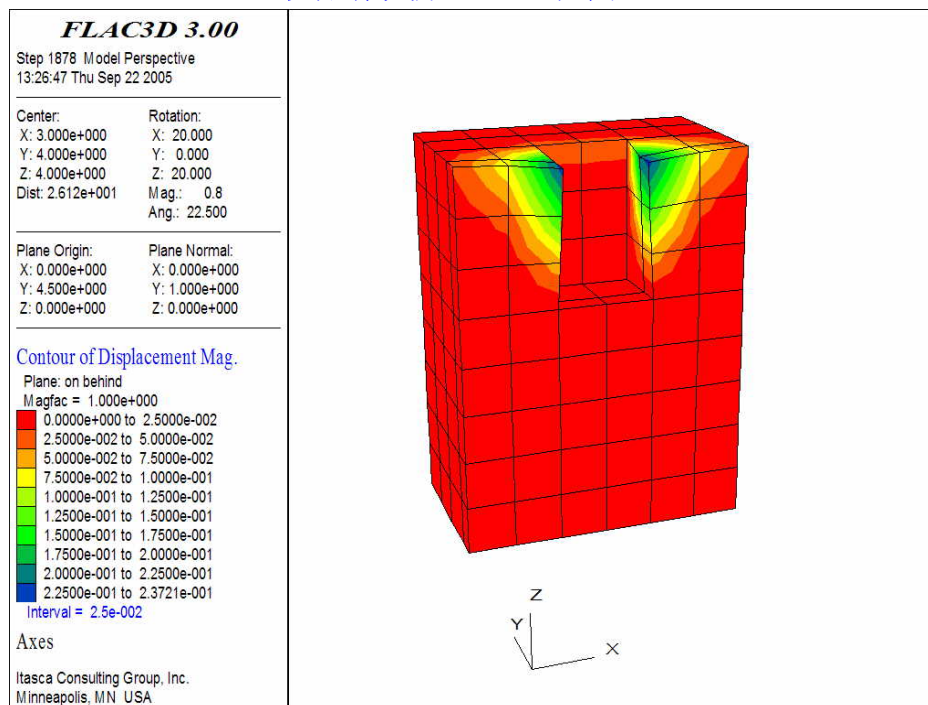 FLAC3D 3.00
Step 1878 Model Perspective
13:26:47 Thu Sep 22 2005
Center:
X: 3.000e+000
Y: 4.000e+000
Z: 4.000e+000
Dist: 2.612e+001
Rotation:
X: 20.000
Y: 0.000
Z: 20.000
Mag.: 0.8
Ang.: 22.500
Plane Origin:
X: 0.000e+000
Y: 4.500e+000
Z: 0.000e+000
Plane Normal:
X: 0.000e+000
Y: 1.000e+000
Z: 0.000e+000
Contour of Displacement Mag.
Plane: on behind
Magfac = 1.000e+000
0.0000e+000 to 2.5000e-002
2.5000e-002 to 5.0000e-002
5.0000e-002 to 7.5000e-002
7.5000e-002 to 1.0000e-001
1.0000e-001 to 1.2500e-001
1.2500e-001 to 1.5000e-001
1.5000e-001 to 1.7500e-001
1.7500e-001 to 2.0000e-001
2.0000e-001 to 2.2500e-001
2.2500e-001 to 2.3721e-001
Interval = 2.5e-002
Axes
Itasca Consulting Group, Inc.
Minneapolis, MN USA
Z
Y
X